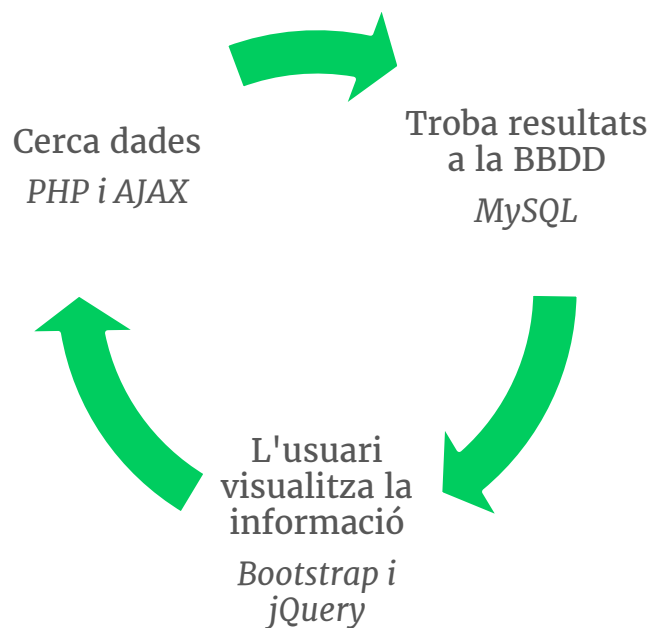 Cerca dades
PHP i AJAX
Troba resultats
a la BBDD
MySQL
L'usuari
visualitza la
informació
Bootstrap i
jQuery